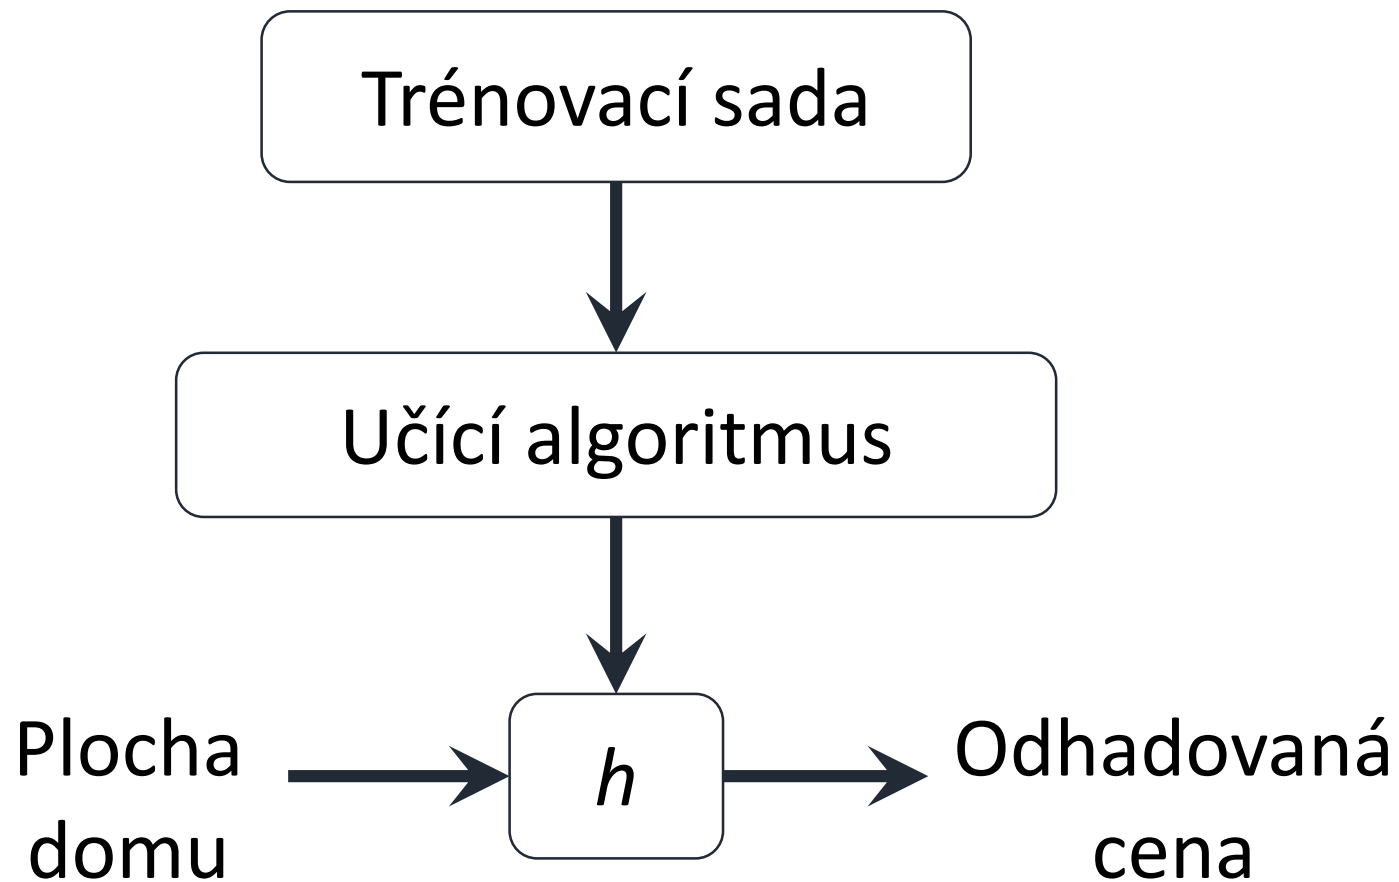 Trénovací sada
Učící algoritmus
Plocha
domu
h
Odhadovaná
cena